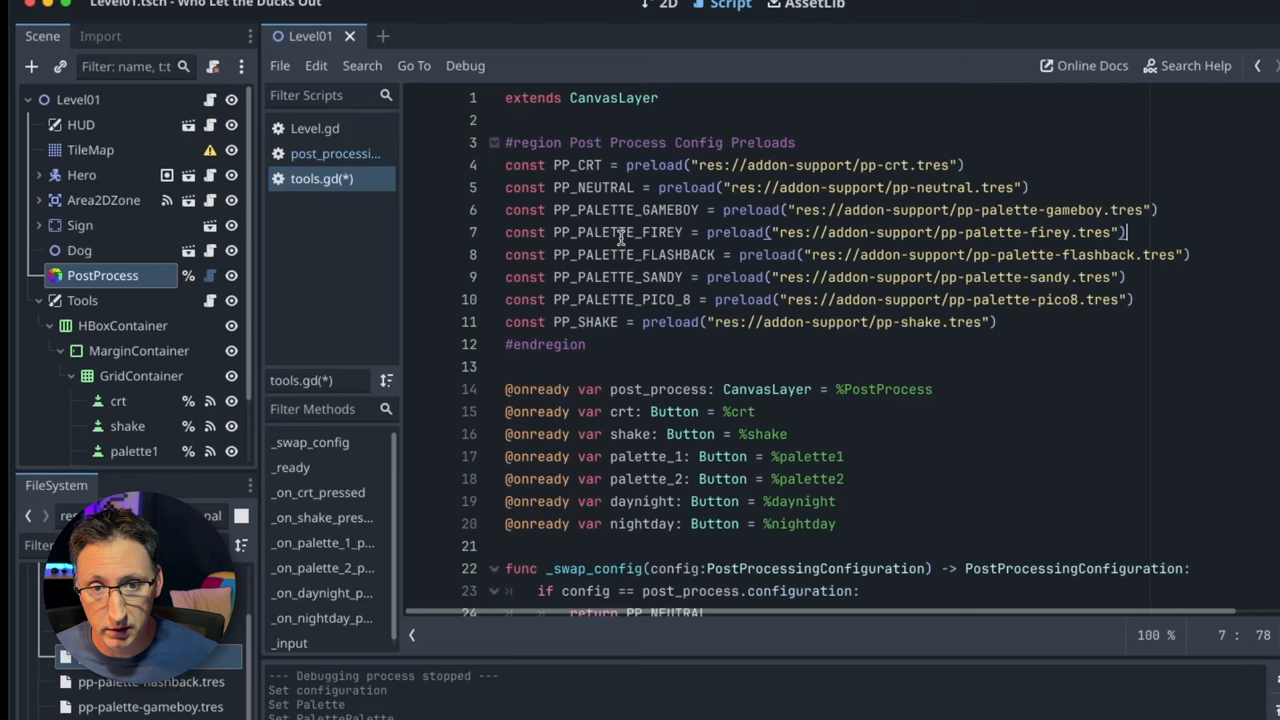 Level01.tscn - Who Let the Ducks Out
2D
Script
AssetLib
Scene
Import
Filter: name, t:t
Level01
HUD
TileMap
Hero
Area2DZone
Sign
Dog
PostProcess
%
Tools
HBoxContainer
MarginContainer
GridContainer
crt
%
shake
%
palette1
%
FileSystem
pp-palette-flashback.tres
pp-palette-gameboy.tres
Level01
File Edit Search Go To Debug
Online Docs
Search Help
Filter Scripts
Level.gd
post_processi...
tools.gd(*)
tools.gd(*)
Filter Methods
_swap_config
_ready
_on_crt_pressed
_on_shake_pres...
_on_palette_1_p...
_on_palette_2_p...
_on_daynight_p...
_on_nightday_p...
_input
1 extends CanvasLayer
2
3 #region Post Process Config Preloads
4 const PP_CRT = preload("res://addon-support/pp-crt.tres")
5 const PP_NEUTRAL = preload("res://addon-support/pp-neutral.tres")
6 const PP_PALETTE_GAMEBOY = preload("res://addon-support/pp-palette-gameboy.tres")
7 const PP_PALETTE_FIREY = preload("res://addon-support/pp-palette-firey.tres")
8 const PP_PALETTE_FLASHBACK = preload("res://addon-support/pp-palette-flashback.tres")
9 const PP_PALETTE_SANDY = preload("res://addon-support/pp-palette-sandy.tres")
10 const PP_PALETTE_PICO_8 = preload("res://addon-support/pp-palette-pico8.tres")
11 const PP_SHAKE = preload("res://addon-support/pp-shake.tres")
12 #endregion
13
14 @onready var post_process: CanvasLayer = %PostProcess
15 @onready var crt: Button = %crt
16 @onready var shake: Button = %shake
17 @onready var palette_1: Button = %palette1
18 @onready var palette_2: Button = %palette2
19 @onready var daynight: Button = %daynight
20 @onready var nightday: Button = %nightday
21
22 func _swap_config(config:PostProcessingConfiguration) -> PostProcessingConfiguration:
23 if config == post_process.configuration:
24 return PP_NEUTRAL
100 %
7 : 78
--- Debugging process stopped ---
Set configuration
Set Palette
Set PalettePalette